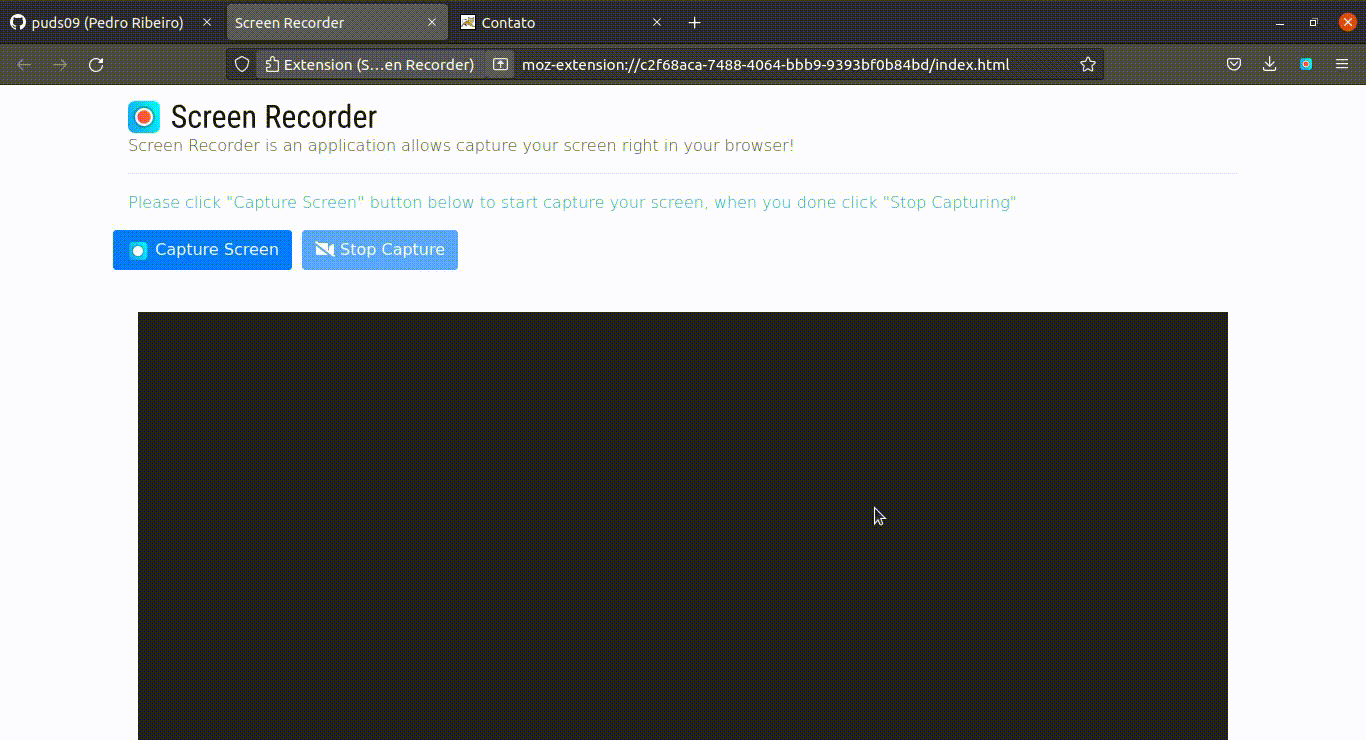 puds09 (Pedro Ribeiro)
Screen Recorder
Contato
Extension (S...en Recorder)
moz-extension://c2f68aca-7488-4064-bbb9-9393bf0b84bd/index.html
Screen Recorder
Screen Recorder is an application allows capture your screen right in your browser!
Please click "Capture Screen" button below to start capture your screen, when you done click "Stop Capturing"
Capture Screen
Stop Capture